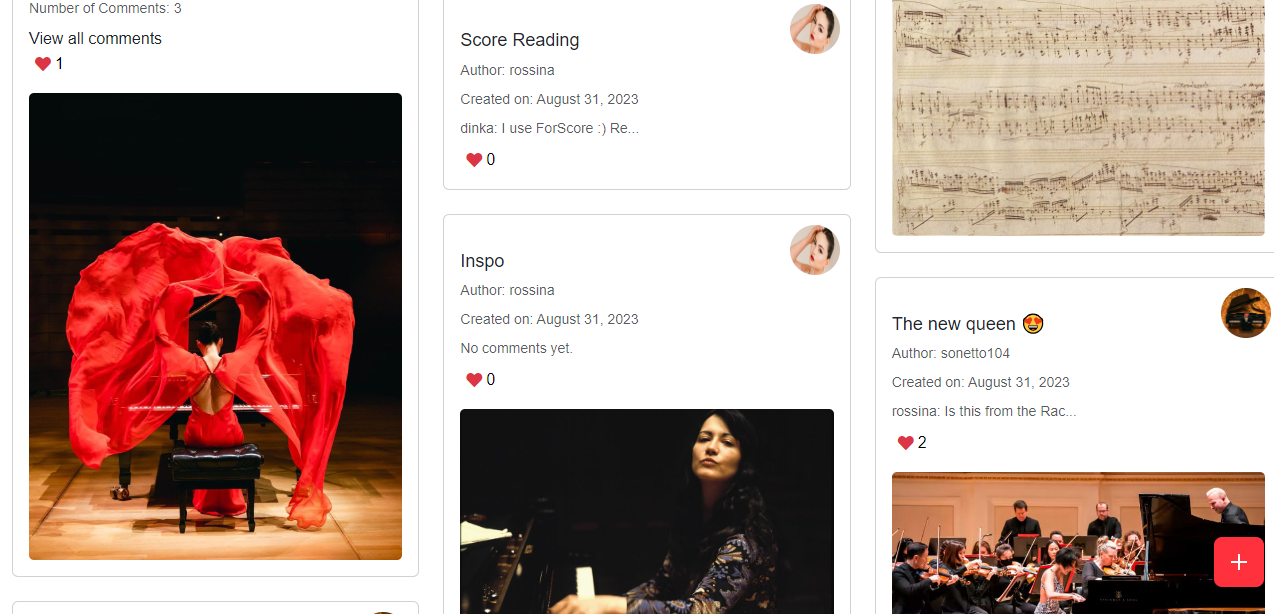 Number of Comments: 3
View all comments
1
Score Reading
Author: rossina
Created on: August 31, 2023
dinka: I use ForScore :) Re...
0
Inspo
Author: rossina
Created on: August 31, 2023
No comments yet.
0
The new queen 😍
Author: sonetto104
Created on: August 31, 2023
rossina: Is this from the Rac...
2
+